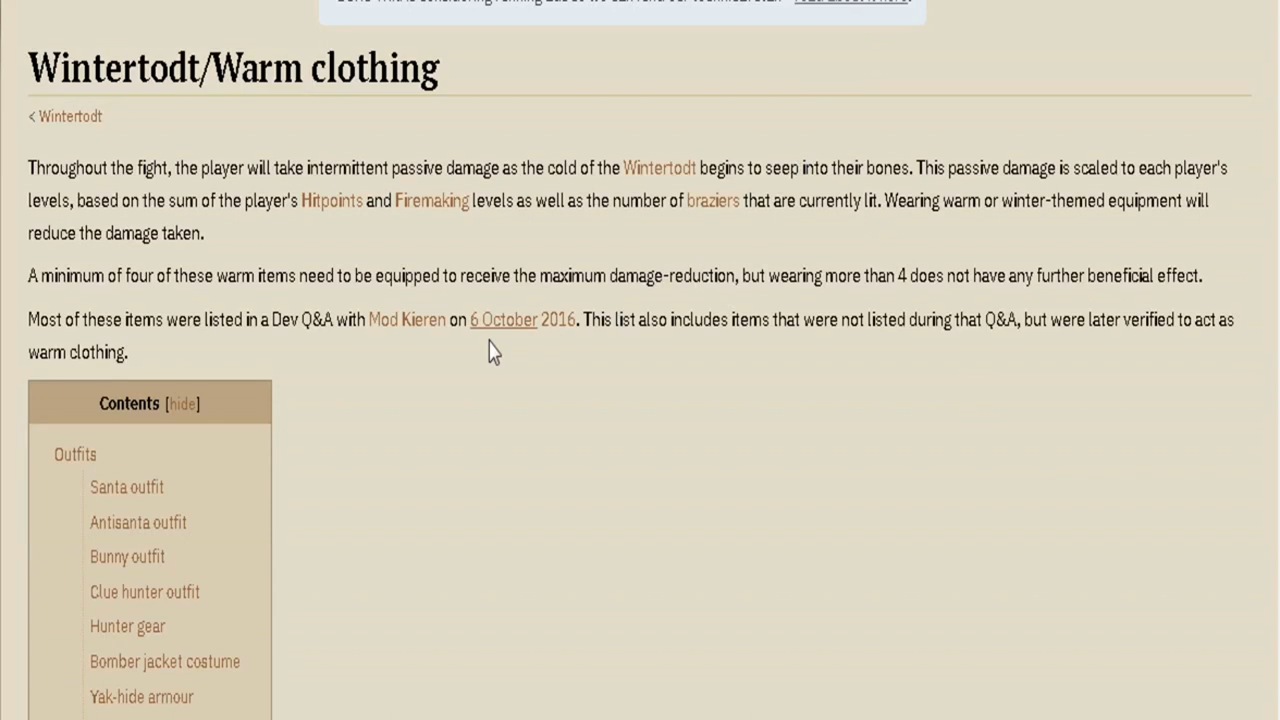 Wintertodt/Warm clothing
< Wintertodt
Throughout the fight, the player will take intermittent passive damage as the cold of the Wintertodt begins to seep into their bones. This passive damage is scaled to each player's
levels, based on the sum of the player's Hitpoints and Firemaking levels as well as the number of braziers that are currently lit. Wearing warm or winter-themed equipment will
reduce the damage taken.
A minimum of four of these warm items need to be equipped to receive the maximum damage-reduction, but wearing more than 4 does not have any further beneficial effect.
Most of these items were listed in a Dev Q&A with Mod Kieren on 6 October 2016. This list also includes items that were not listed during that Q&A, but were later verified to act as
warm clothing.
Contents [hide]
Outfits
Santa outfit
Antisanta outfit
Bunny outfit
Clue hunter outfit
Hunter gear
Bomber jacket costume
Yak-hide armour